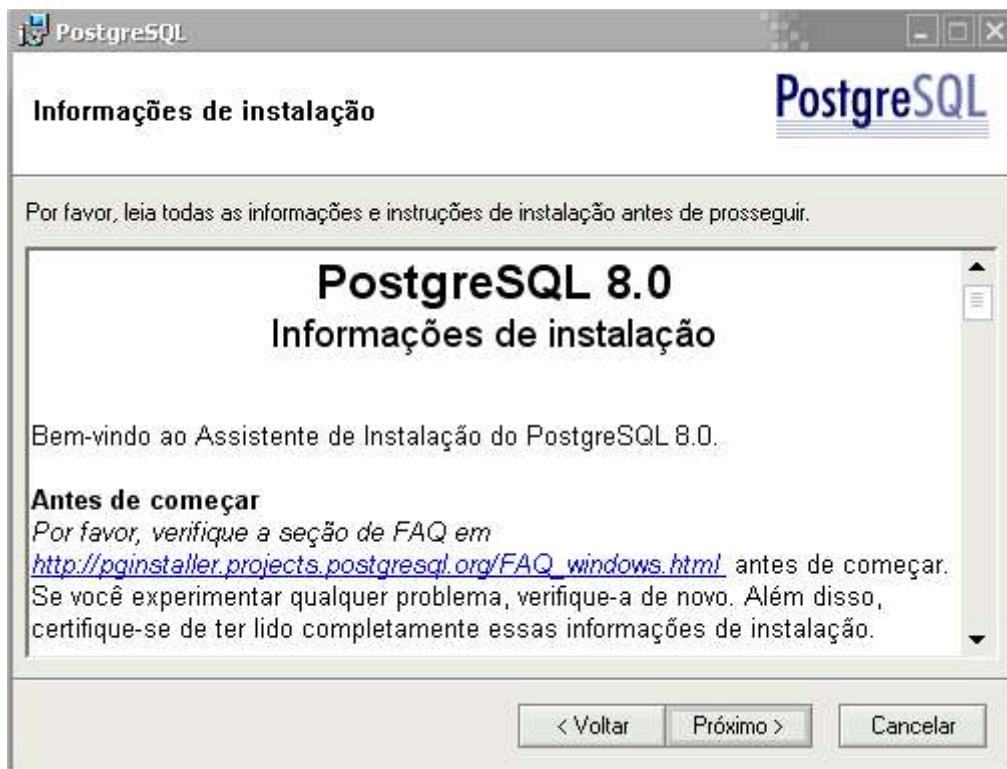 PostgreSQL
Informações de instalação
PostgreSQL
Por favor, leia todas as informações e instruções de instalação antes de prosseguir.
PostgreSQL 8.0
Informações de instalação
Bem-vindo ao Assistente de Instalação do PostgreSQL 8.0.
Antes de começar
Por favor, verifique a seção de FAQ em
http://pginstaller.projects.postgresql.org/FAQ_windows.html antes de começar.
Se você experimentar qualquer problema, verifique-a de novo. Além disso,
certifique-se de ter lido completamente essas informações de instalação.
< Voltar
Próximo >
Cancelar